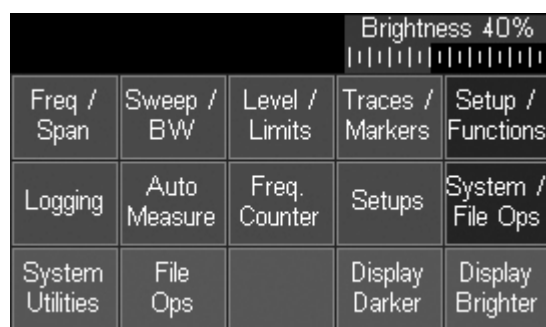 Brightness 40%
Freq / Span
Sweep / BW
Level / Limits
Traces / Markers
Setup / Functions
Logging
Auto Measure
Freq. Counter
Setups
System / File Ops
System Utilities
File Ops
Display Darker
Display Brighter